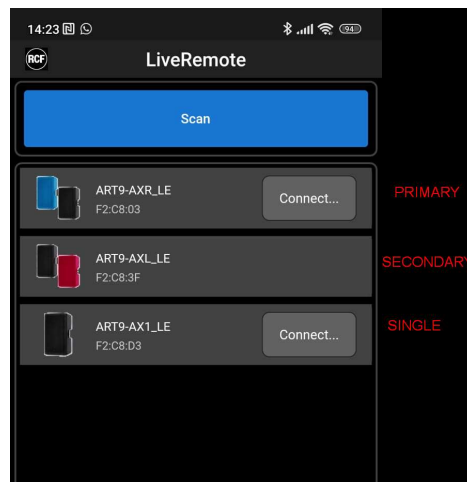 14:23
94
RCF
LiveRemote
Scan
ART9-AXR_LE
F2:C8:03
Connect...
PRIMARY
ART9-AXL_LE
F2:C8:3F
SECONDARY
ART9-AX1_LE
F2:C8:D3
Connect...
SINGLE